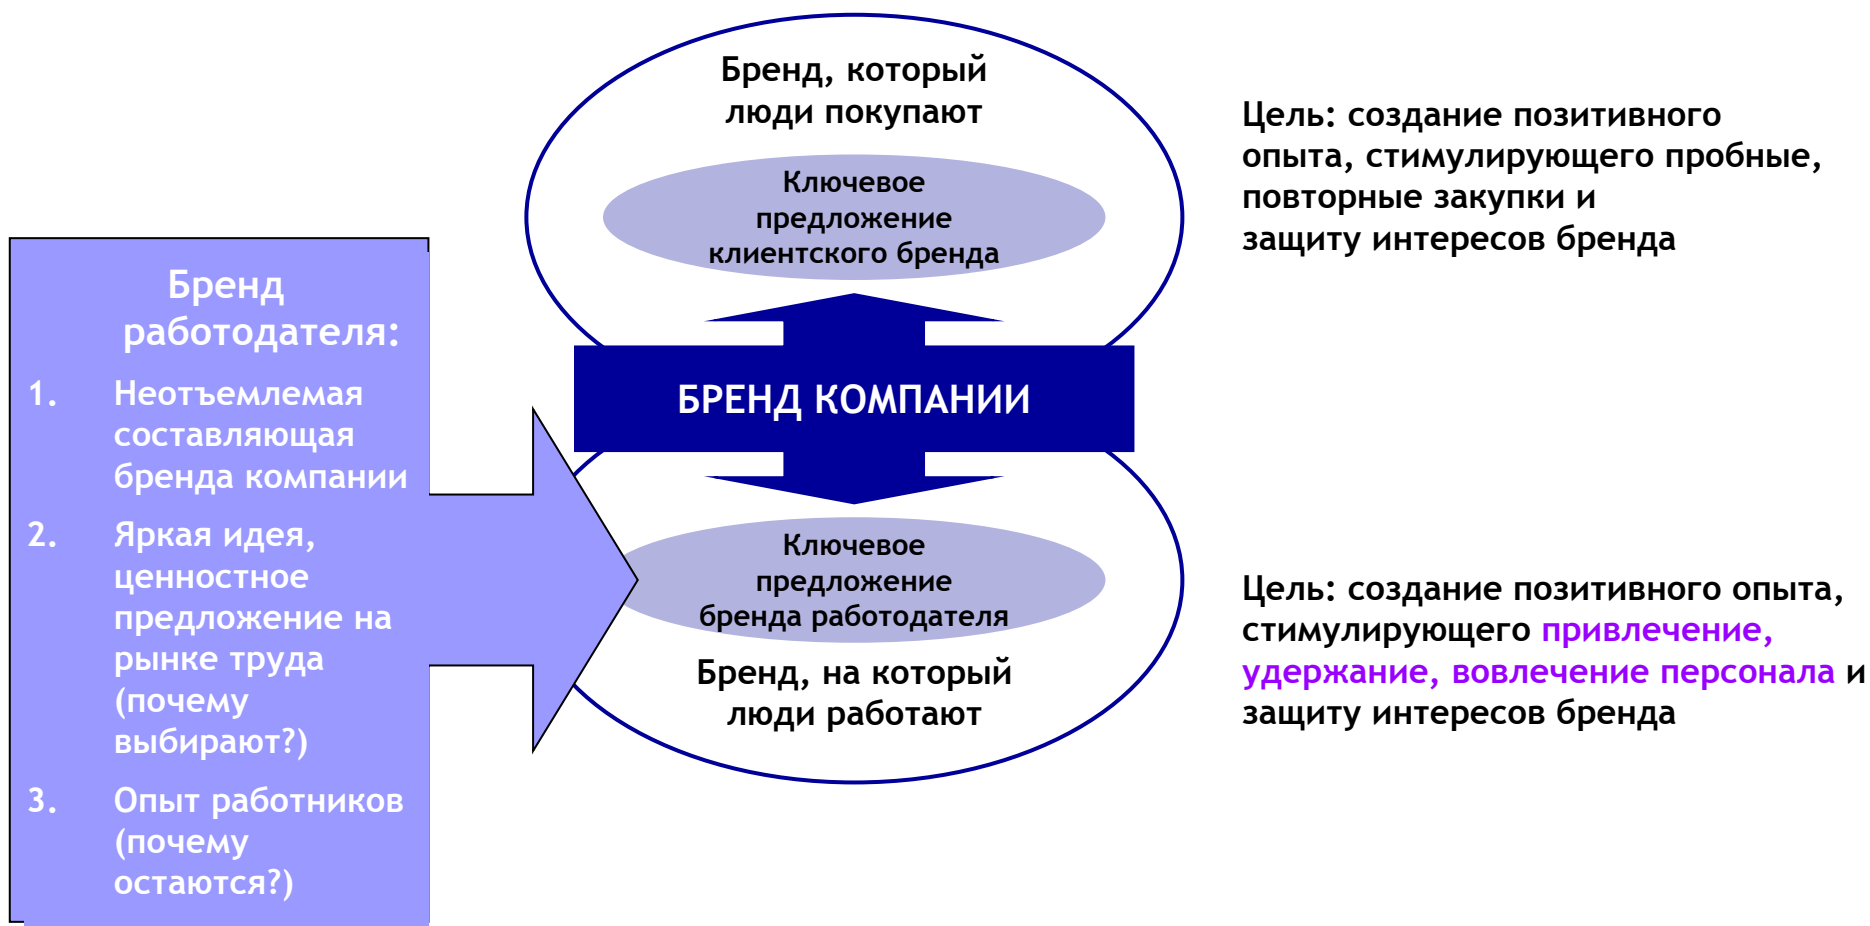 Бренд, который
люди покупают
Ключевое
предложение
клиентского бренда
Цель: создание позитивного
опыта, стимулирующего пробные,
повторные закупки и
защиту интересов бренда
Бренд
работодателя:
1. Неотъемлемая
составляющая
бренда компании
2. Яркая идея,
ценностное
предложение на
рынке труда
(почему
выбирают?)
3. Опыт работников
(почему
остаются?)
БРЕНД КОМПАНИИ
Ключевое
предложение
бренда работодателя
Бренд, на который
люди работают
Цель: создание позитивного опыта,
стимулирующего привлечение,
удержание, вовлечение персонала и
защиту интересов бренда